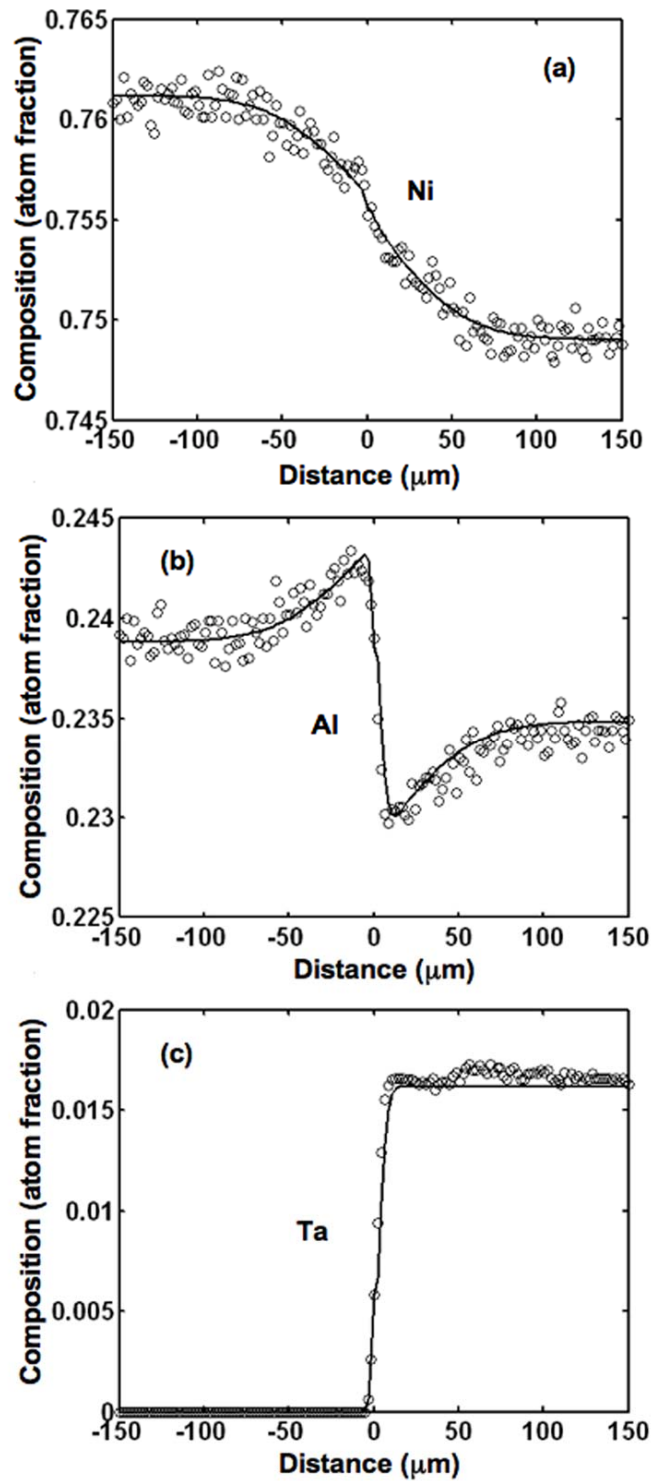 0.765
(a)
0.76
Ni
0.755
0.75
0.745
-150 -100 -50 0 50 100 150
Distance (μm)
Composition (atom fraction)
0.245
(b)
0.24
0.235
Al
0.23
0.225
-150 -100 -50 0 50 100 150
Distance (μm)
Composition (atom fraction)
0.02
(c)
0.015
0.01
Ta
0.005
0
-150 -100 -50 0 50 100 150
Distance (μm)
Composition (atom fraction)